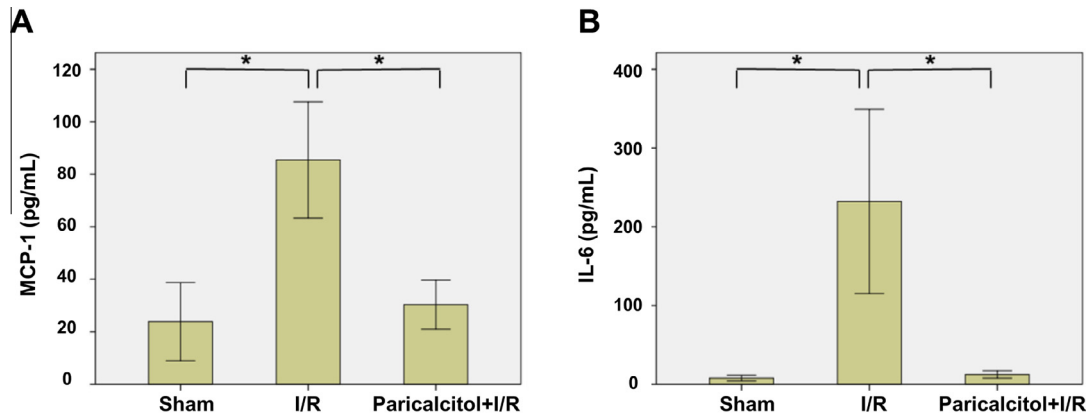 A
MCP-1 (pg/mL)
120
100
80
60
40
20
0
* *
Sham I/R Paricalcitol+I/R
B
IL-6 (pg/mL)
400
300
200
100
0
* *
Sham I/R Paricalcitol+I/R